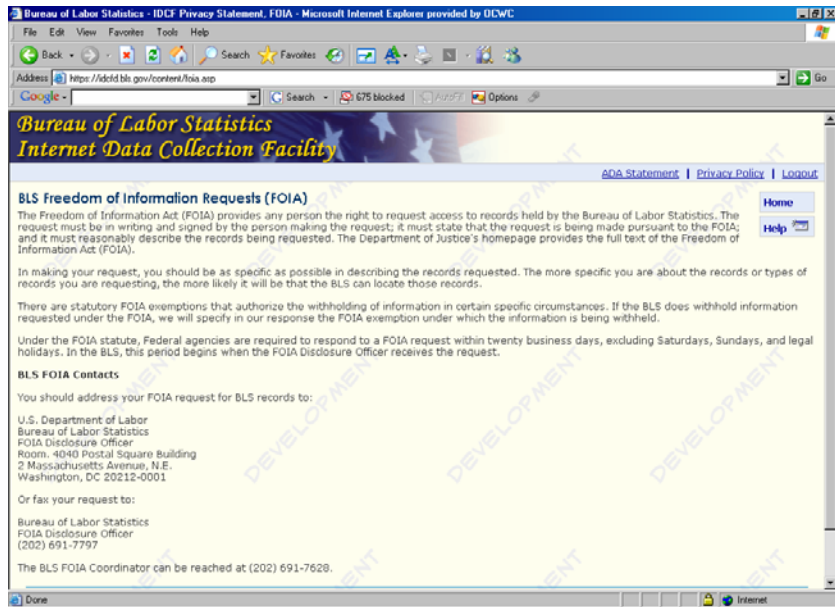 Bureau of Labor Statistics - IDCF Privacy Statement, FOIA - Microsoft Internet Explorer provided by OCWC
File Edit View Favorites Tools Help
Back Search Favorites
Address https://idcfd.bls.gov/content/foia.asp Go
Google Search 675 blocked AutoFill Options
Bureau of Labor Statistics
Internet Data Collection Facility
ADA Statement | Privacy Policy | Logout
Home
Help
BLS Freedom of Information Requests (FOIA)
The Freedom of Information Act (FOIA) provides any person the right to request access to records held by the Bureau of Labor Statistics. The
request must be in writing and signed by the person making the request; it must state that the request is being made pursuant to the FOIA;
and it must reasonably describe the records being requested. The Department of Justice's homepage provides the full text of the Freedom of
Information Act (FOIA).
In making your request, you should be as specific as possible in describing the records requested. The more specific you are about the records or types of
records you are requesting, the more likely it will be that the BLS can locate those records.
There are statutory FOIA exemptions that authorize the withholding of information in certain specific circumstances. If the BLS does withhold information
requested under the FOIA, we will specify in our response the FOIA exemption under which the information is being withheld.
Under the FOIA statute, Federal agencies are required to respond to a FOIA request within twenty business days, excluding Saturdays, Sundays, and legal
holidays. In the BLS, this period begins when the FOIA Disclosure Officer receives the request.
BLS FOIA Contacts
You should address your FOIA request for BLS records to:
U.S. Department of Labor
Bureau of Labor Statistics
FOIA Disclosure Officer
Room. 4040 Postal Square Building
2 Massachusetts Avenue, N.E.
Washington, DC 20212-0001
Or fax your request to:
Bureau of Labor Statistics
FOIA Disclosure Officer
(202) 691-7797
The BLS FOIA Coordinator can be reached at (202) 691-7628.
DEVELOPMENT
DEVELOPMENT
DEVELOPMENT
Done Internet